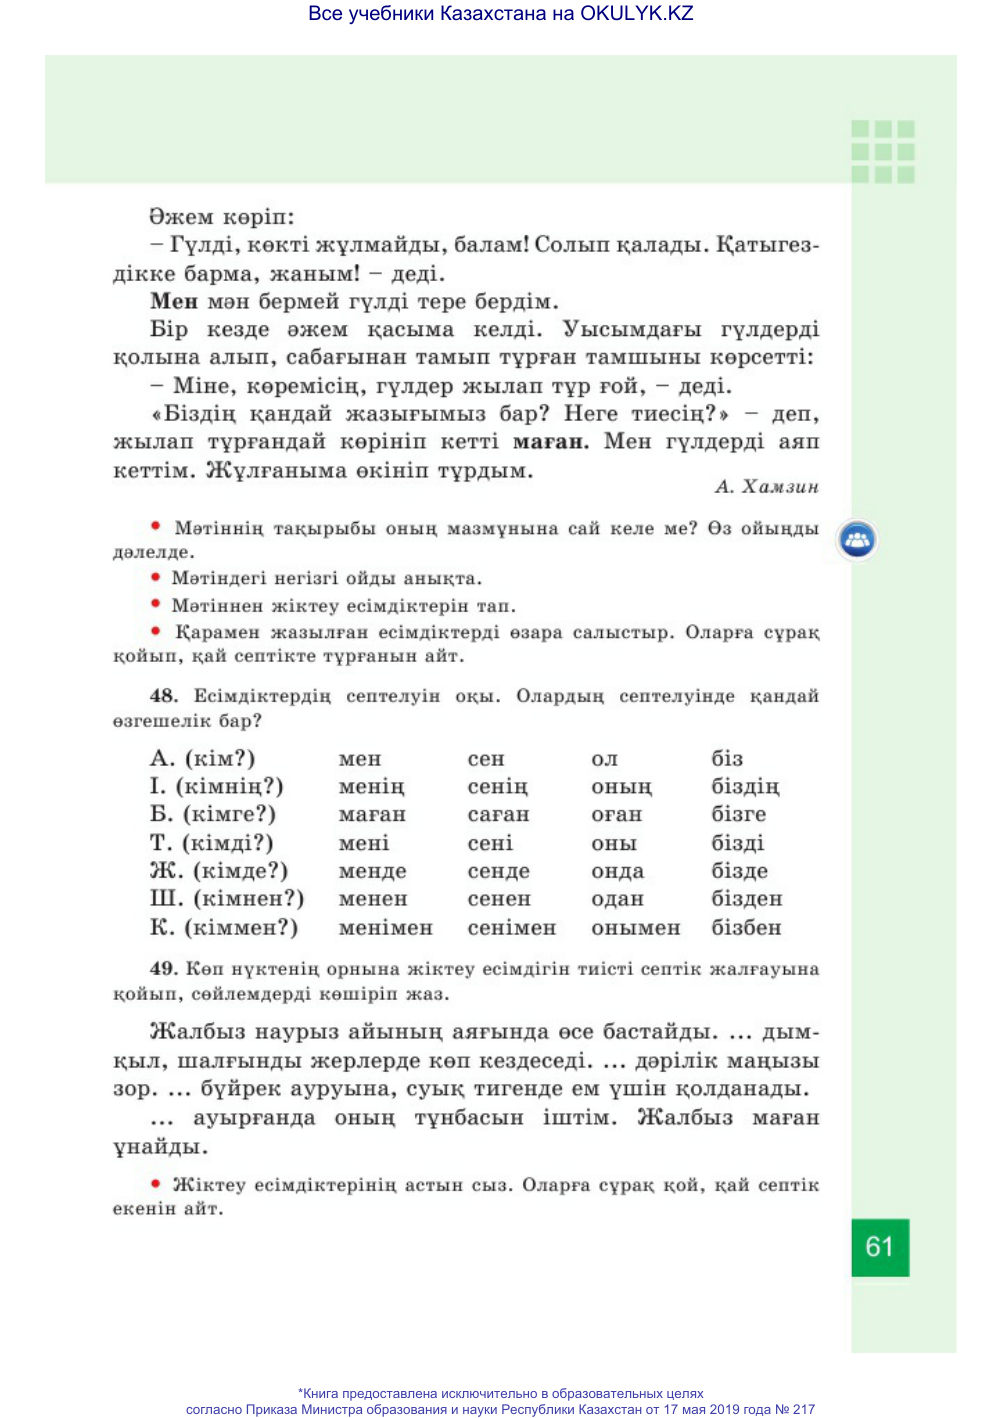 Все учебники Казахстана на OKULYK.KZ
Әжем көріп:
– Гүлді, көкті жұлмайды, балам! Солып қалады. Қатыгез-
дікке барма, жаным! – деді.
Мен мән бермей гүлді тере бердім.
Бір кезде әжем қасыма келді. Уысымдағы гүлдерді
қолына алып, сабағынан тамып тұрған тамшыны көрсетті:
– Міне, көремісің, гүлдер жылап тұр ғой, – деді.
«Біздің қандай жазығымыз бар? Неге тиесің?» – деп,
жылап тұрғандай көрініп кетті маған. Мен гүлдерді аяп
кеттім. Жұлғаныма өкініп тұрдым.
А. Хамзин
• Мәтіннің тақырыбы оның мазмұнына сай келе ме? Өз ойыңды
дәлелде.
• Мәтіндегі негізгі ойды анықта.
• Мәтіннен жіктеу есімдіктерін тап.
• Қарамен жазылған есімдіктерді өзара салыстыр. Оларға сұрақ
қойып, қай септікте тұрғанын айт.
48. Есімдіктердің септелуін оқы. Олардың септелуінде қандай
өзгешелік бар?
А. (кім?) мен сен ол біз
І. (кімнің?) менің сенің оның біздің
Б. (кімге?) маған саған оған бізге
Т. (кімді?) мені сені оны бізді
Ж. (кімде?) менде сенде онда бізде
Ш. (кімнен?) менен сенен одан бізден
К. (кіммен?) менімен сенімен онымен бізбен
49. Көп нүктенің орнына жіктеу есімдігін тиісті септік жалғауына
қойып, сөйлемдерді көшіріп жаз.
Жалбыз наурыз айының аяғында өсе бастайды. ... дым-
қыл, шалғынды жерлерде көп кездеседі. ... дәрілік маңызы
зор. ... бүйрек ауруына, суық тигенде ем үшін қолданады.
... ауырғанда оның тұнбасын іштім. Жалбыз маған
ұнайды.
• Жіктеу есімдіктерінің астын сыз. Оларға сұрақ қой, қай септік
екенін айт.
61
*Книга предоставлена исключительно в образовательных целях
согласно Приказа Министра образования и науки Республики Казахстан от 17 мая 2019 года № 217